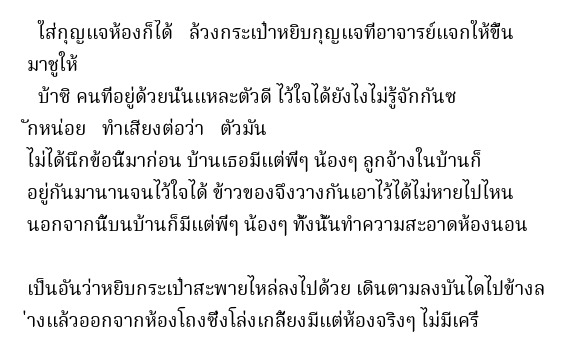 ใส่กุญแจห้องก็ได้   ล้วงกระเป๋าหยิบกุญแจที่อาจารย์แจกให้ขึ้น
มาชูให้
บ้าซิ คนที่อยู่ด้วยนั่นแหละตัวดี ไว้ใจได้ยังไงไม่รู้จักกันซ
ักหน่อย   ทำเสียงต่อว่า   ตัวมัน
ไม่ได้นึกข้อนี้มาก่อน บ้านเธอมีแต่พี่ๆ น้องๆ ลูกจ้างในบ้านก็
อยู่กันมานานจนไว้ใจได้ ข้าวของจึงวางกันเอาไว้ได้ไม่หายไปไหน
นอกจากนี้บนบ้านก็มีแต่พี่ๆ น้องๆ ทั้งนั้นทำความสะอาดห้องนอน
เป็นอันว่าหยิบกระเป๋าสะพายไหล่ลงไปด้วย เดินตามลงบันไดไปข้างล
่างแล้วออกจากห้องโถงซึ่งโล่งเกลี้ยงมีแต่ห้องจริงๆ ไม่มีเครื่